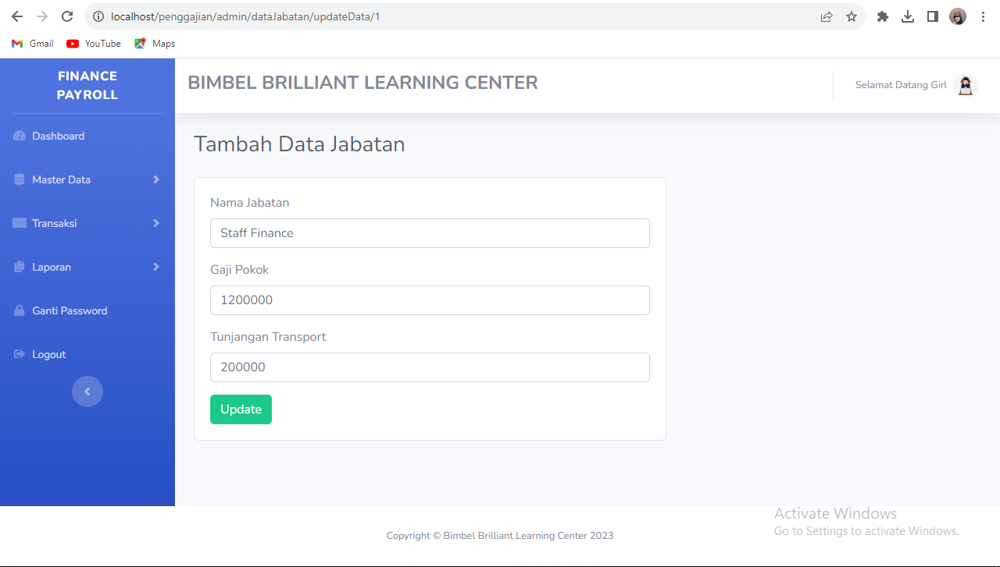 localhost/penggajian/admin/dataJabatan/updateData/1
Gmail YouTube Maps
FINANCE
PAYROLL
Dashboard
Master Data
Transaksi
Laporan
Ganti Password
Logout
BIMBEL BRILLIANT LEARNING CENTER
Selamat Datang Girl
Tambah Data Jabatan
Nama Jabatan
Staff Finance
Gaji Pokok
1200000
Tunjangan Transport
200000
Update
Activate Windows
Go to Settings to activate Windows.
Copyright © Bimbel Brilliant Learning Center 2023